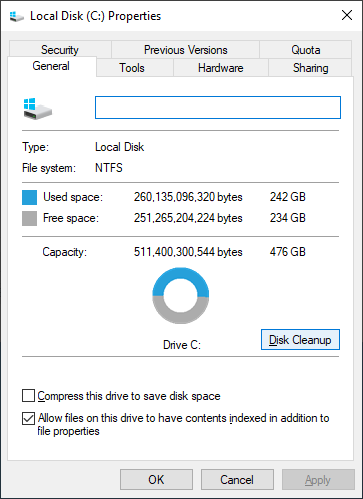 Local Disk (C:) Properties
Security Previous Versions Quota
General Tools Hardware Sharing
Type: Local Disk
File system: NTFS
Used space: 260,135,096,320 bytes 242 GB
Free space: 251,265,204,224 bytes 234 GB
Capacity: 511,400,300,544 bytes 476 GB
Drive C:
Disk Cleanup
Compress this drive to save disk space
Allow files on this drive to have contents indexed in addition to
file properties
OK Cancel Apply